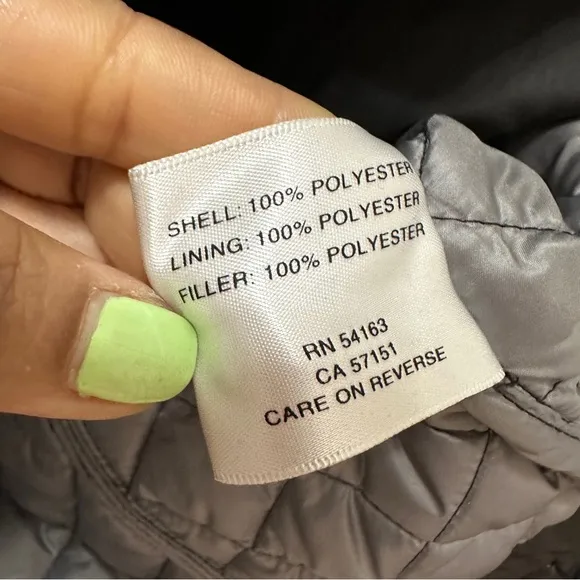 SHELL: 100% POLYESTER
LINING: 100% POLYESTER
FILLER: 100% POLYESTER
RN 54163
CA 57151
CARE ON REVERSE